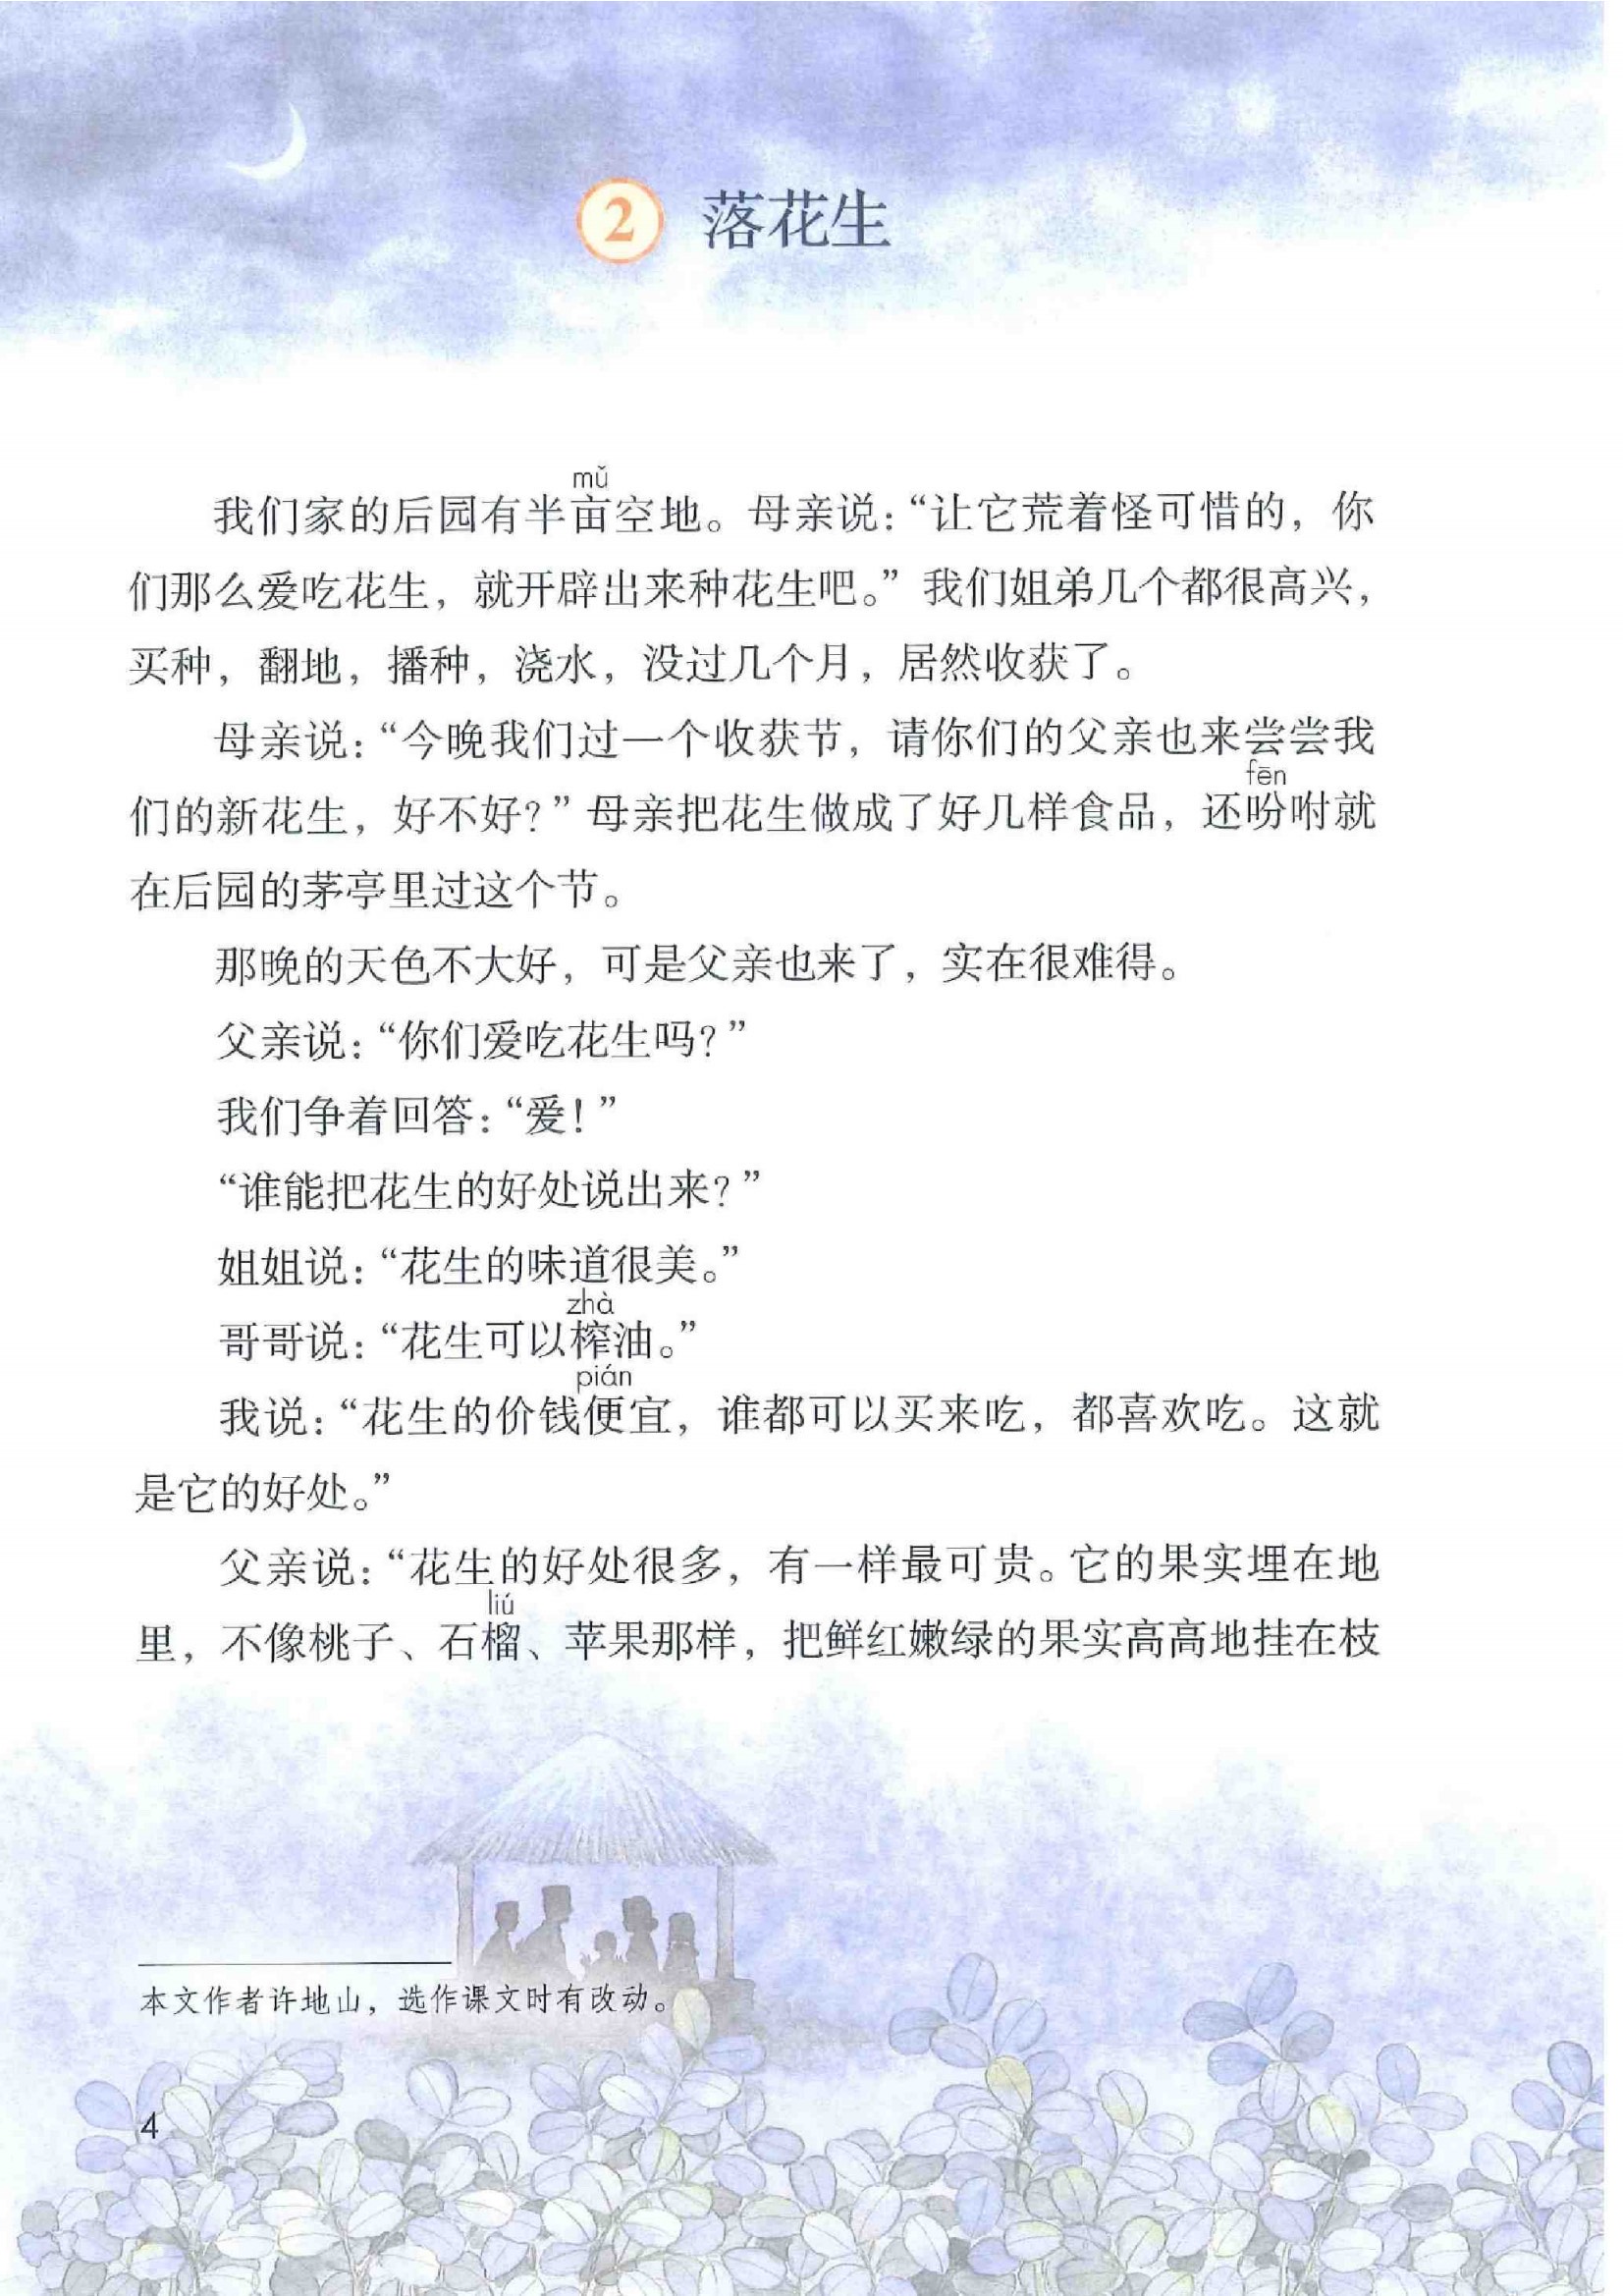 2 落花生
mǔ
我们家的后园有半亩空地。母亲说：“让它荒着怪可惜的，你
们那么爱吃花生，就开辟出来种花生吧。”我们姐弟几个都很高兴，
买种，翻地，播种，浇水，没过几个月，居然收获了。
母亲说：“今晚我们过一个收获节，请你们的父亲也来尝尝我
fēn
们的新花生，好不好？”母亲把花生做成了好几样食品，还吩咐就
在后园的茅亭里过这个节。
那晚的天色不大好，可是父亲也来了，实在很难得。
父亲说：“你们爱吃花生吗？”
我们争着回答：“爱！”
“谁能把花生的好处说出来？”
姐姐说：“花生的味道很美。”
zhà
哥哥说：“花生可以榨油。”
pián
我说：“花生的价钱便宜，谁都可以买来吃，都喜欢吃。这就
是它的好处。”
父亲说：“花生的好处很多，有一样最可贵。它的果实埋在地
liú
里，不像桃子、石榴、苹果那样，把鲜红嫩绿的果实高高地挂在枝
本文作者许地山，选作课文时有改动。
4